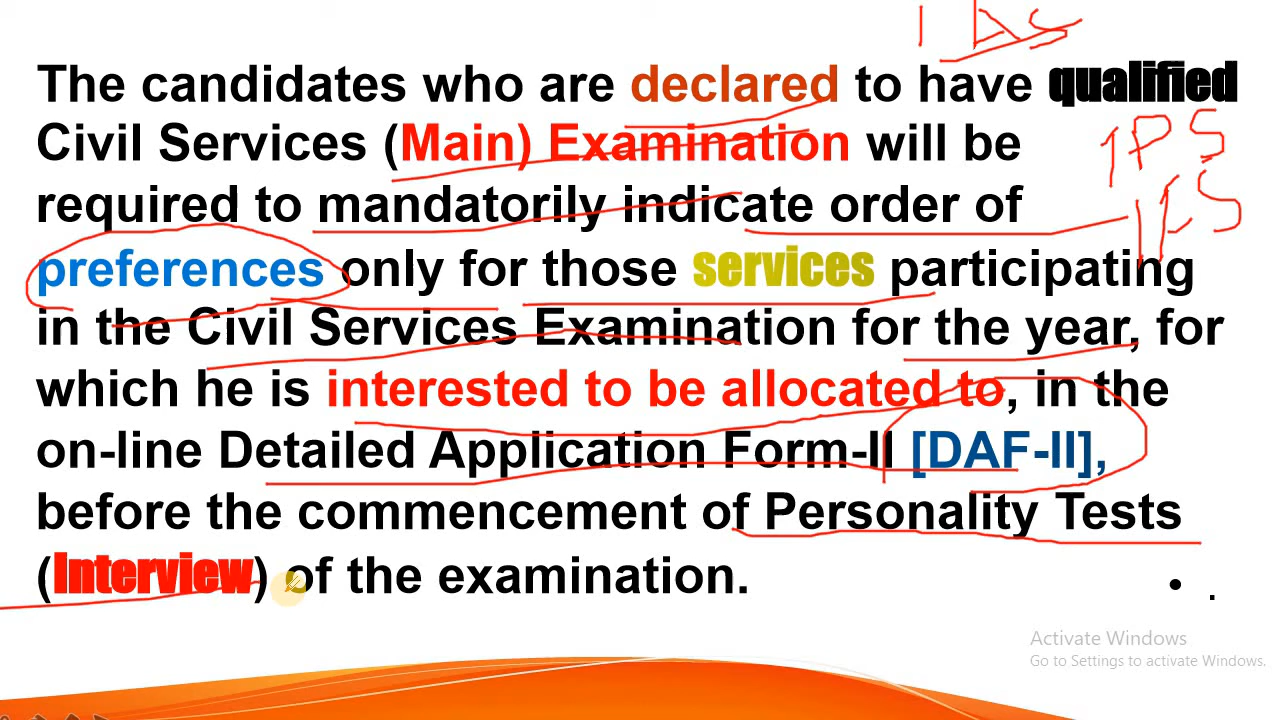 IAS
The candidates who are declared to have qualified
Civil Services (Main) Examination will be
IPS
required to mandatorily indicate order of
preferences only for those services participating
in the Civil Services Examination for the year, for
which he is interested to be allocated to, in the
on-line Detailed Application Form-II [DAF-II],
before the commencement of Personality Tests
(Interview) of the examination.
• .
Activate Windows
Go to Settings to activate Windows.